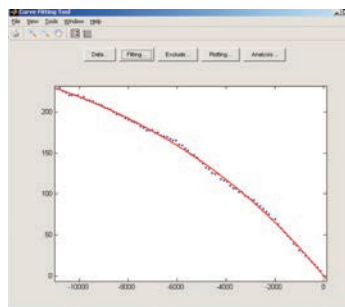 Curve Fitting Tool
File View Tools Window Help
Data... Fitting... Exclude... Plotting... Analysis...
200
150
100
50
0
-10000 -8000 -6000 -4000 -2000 0